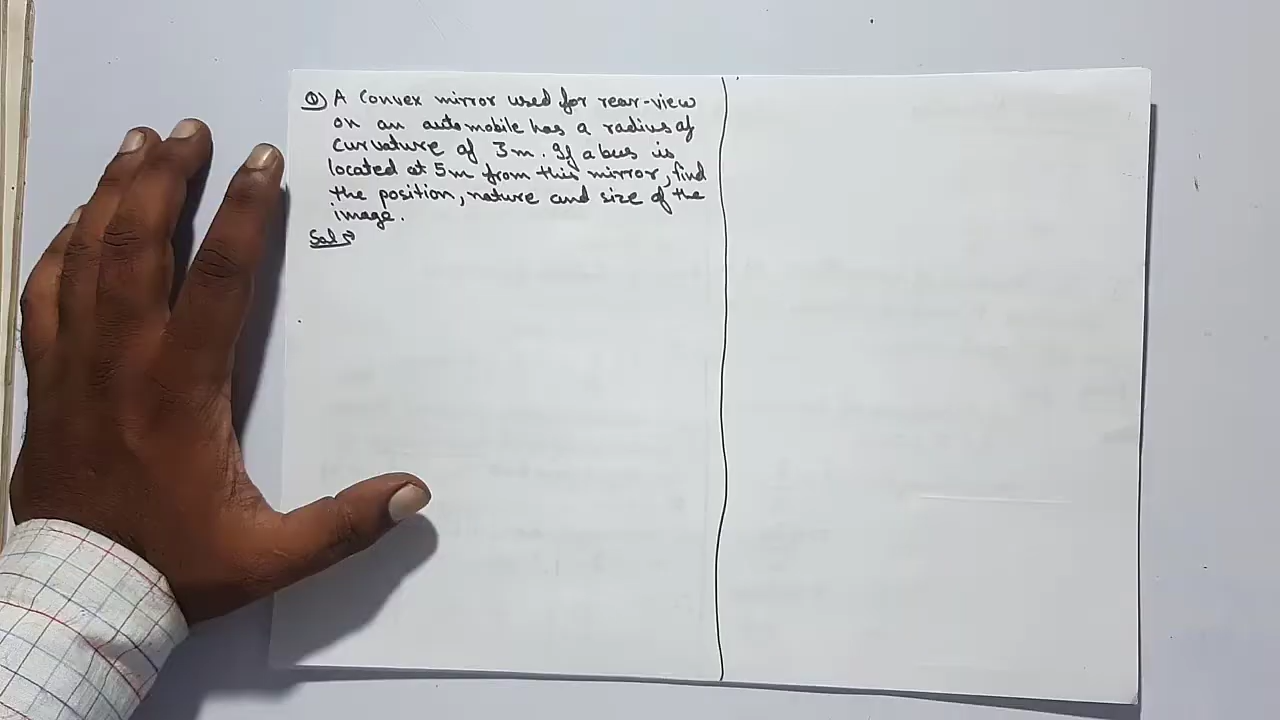 Q) A convex mirror used for rear-view
on an automobile has a radius of
curvature of 3m. If a bus is
located at 5m from this mirror, find
the position, nature and size of the
image.
Sol→